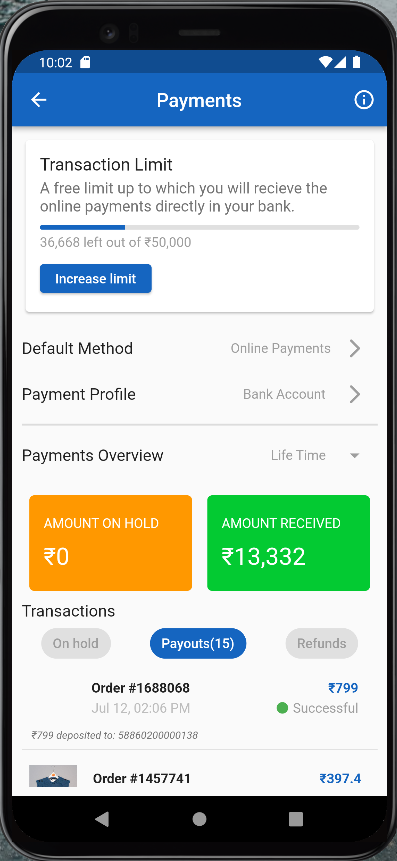 10:02
Payments
Transaction Limit
A free limit up to which you will recieve the
online payments directly in your bank.
36,668 left out of ₹50,000
Increase limit
Default Method Online Payments
Payment Profile Bank Account
Payments Overview Life Time
AMOUNT ON HOLD AMOUNT RECEIVED
₹0 ₹13,332
Transactions
On hold Payouts(15) Refunds
Order #1688068 ₹799
Jul 12, 02:06 PM Successful
₹799 deposited to: 58860200000138
Order #1457741 ₹397.4